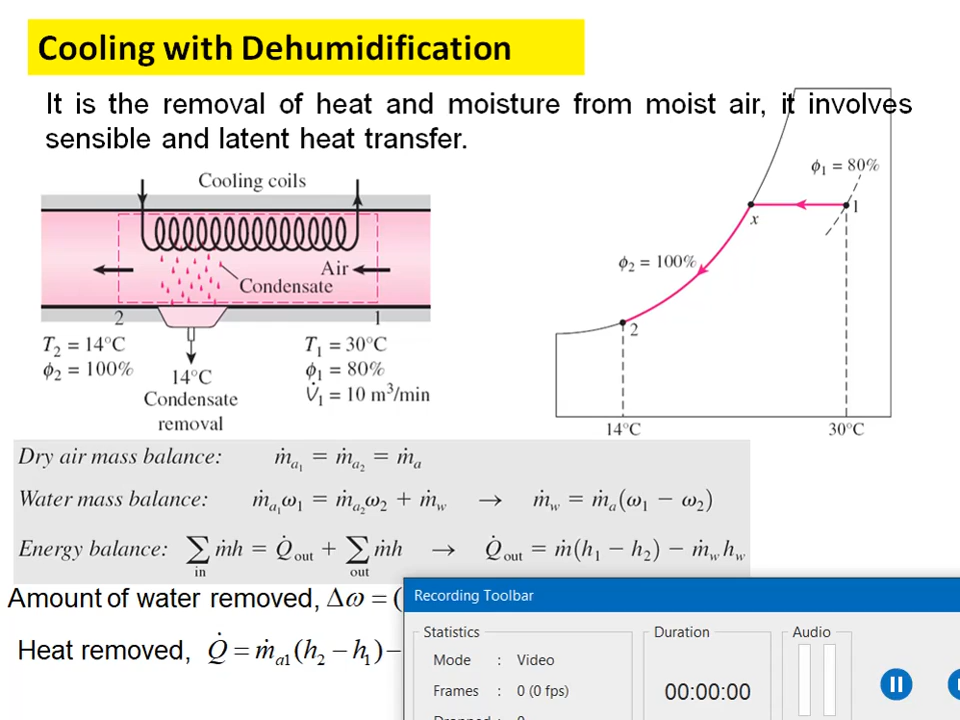 Cooling with Dehumidification
It is the removal of heat and moisture from moist air, it involves
sensible and latent heat transfer.
Cooling coils
Air
Condensate
2
1
T₂ = 14°C
ϕ₂ = 100%
14°C
Condensate
removal
T₁ = 30°C
ϕ₁ = 80%
V̇₁ = 10 m³/min
ϕ₁ = 80%
1
x
ϕ₂ = 100%
2
14°C
30°C
Dry air mass balance: ṁₐ₁ = ṁₐ₂ = ṁₐ
Water mass balance: ṁₐ₁ω₁ = ṁₐ₂ω₂ + ṁw → ṁw = ṁₐ(ω₁ − ω₂)
Energy balance: ∑in ṁh = Q̇out + ∑out ṁh → Q̇out = ṁ(h₁ − h₂) − ṁw hw
Amount of water removed, Δω = (
Heat removed, Q̇ = ṁₐ₁(h₂ − h₁) −
Recording Toolbar
Statistics
Mode : Video
Frames : 0 (0 fps)
Duration
00:00:00
Audio